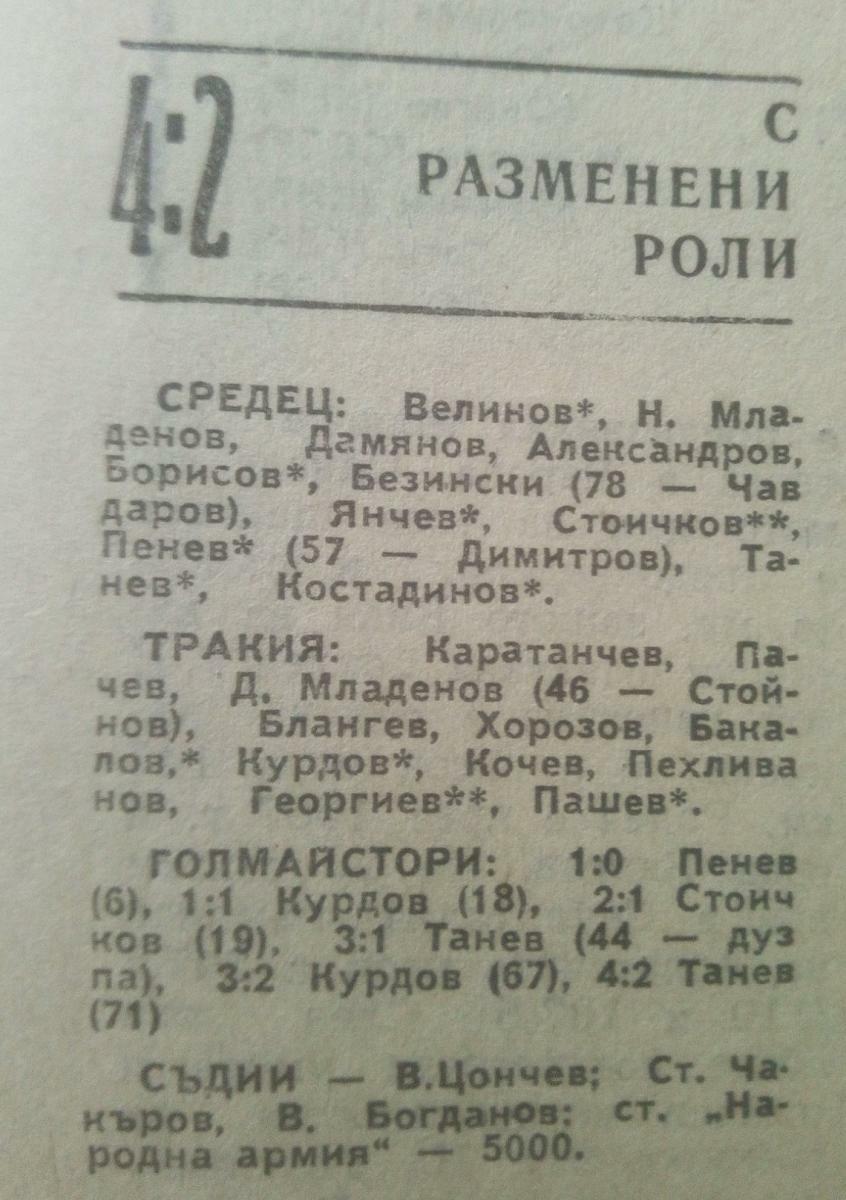 4:2
С
РАЗМЕНЕНИ
РОЛИ
СРЕДЕЦ: Велинов*, Н. Мла-
денов, Дамянов, Александров,
Борисов*, Безински (78 — Чав
даров), Янчев*, Стоичков**,
Пенев* (57 — Димитров), Та-
нев*, Костадинов*.
ТРАКИЯ: Каратанчев, Па-
чев, Д. Младенов (46 — Стой-
нов), Блангев, Хорозов, Бака-
лов,* Курдов*, Кочев, Пехлива
нов, Георгиев**, Пашев*.
ГОЛМАЙСТОРИ: 1:0 Пенев
(6), 1:1 Курдов (18), 2:1 Стоич
ков (19), 3:1 Танев (44 — дуз
па), 3:2 Курдов (67), 4:2 Танев
(71)
СЪДИИ — В.Цончев; Ст. Ча-
къров, В. Богданов; ст. „На-
родна армия“ — 5000.